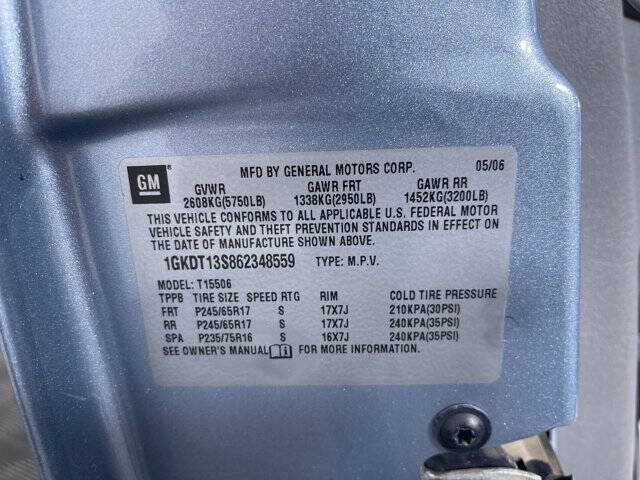 GM MFD BY GENERAL MOTORS CORP. 05/06
GVWR GAWR FRT GAWR RR
2608KG(5750LB) 1338KG(2950LB) 1452KG(3200LB)
THIS VEHICLE CONFORMS TO ALL APPLICABLE U.S. FEDERAL MOTOR
VEHICLE SAFETY AND THEFT PREVENTION STANDARDS IN EFFECT ON
THE DATE OF MANUFACTURE SHOWN ABOVE.
1GKDT13S862348559 TYPE: M.P.V.
MODEL: T15506
TPPB TIRE SIZE SPEED RTG RIM COLD TIRE PRESSURE
FRT P245/65R17 S 17X7J 210KPA(30PSI)
RR P245/65R17 S 17X7J 240KPA(35PSI)
SPA P235/75R16 S 16X7J 240KPA(35PSI)
SEE OWNER'S MANUAL FOR MORE INFORMATION.